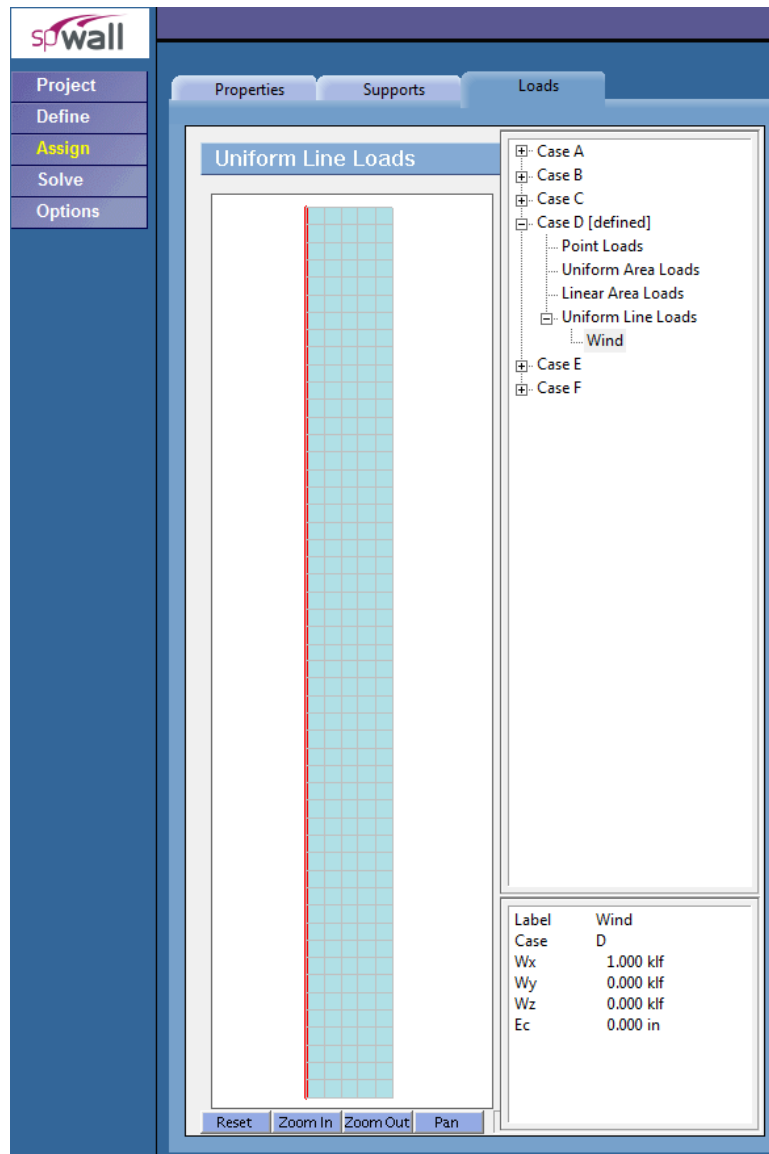 spwall
Project
Define
Assign
Solve
Options
Properties
Supports
Loads
Uniform Line Loads
Case A
Case B
Case C
Case D [defined]
Point Loads
Uniform Area Loads
Linear Area Loads
Uniform Line Loads
Wind
Case E
Case F
Label Wind
Case D
Wx 1.000 klf
Wy 0.000 klf
Wz 0.000 klf
Ec 0.000 in
Reset Zoom In Zoom Out Pan